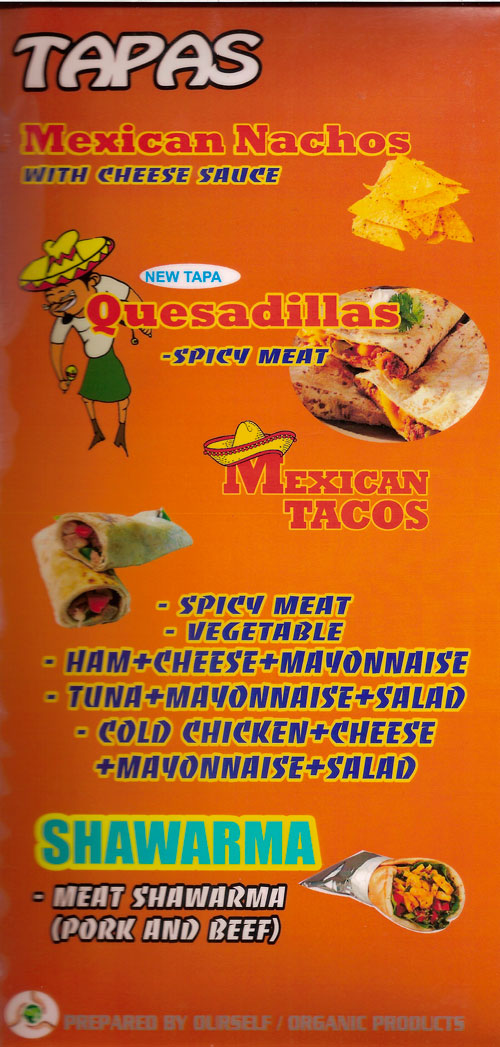 TAPAS
Mexican Nachos
WITH CHEESE SAUCE
NEW TAPA
Quesadillas
-SPICY MEAT
MEXICAN
TACOS
- SPICY MEAT
- VEGETABLE
- HAM+CHEESE+MAYONNAISE
- TUNA+MAYONNAISE+SALAD
- COLD CHICKEN+CHEESE
+MAYONNAISE+SALAD
SHAWARMA
- MEAT SHAWARMA
(PORK AND BEEF)
PREPARED BY OURSELF / ORGANIC PRODUCTS